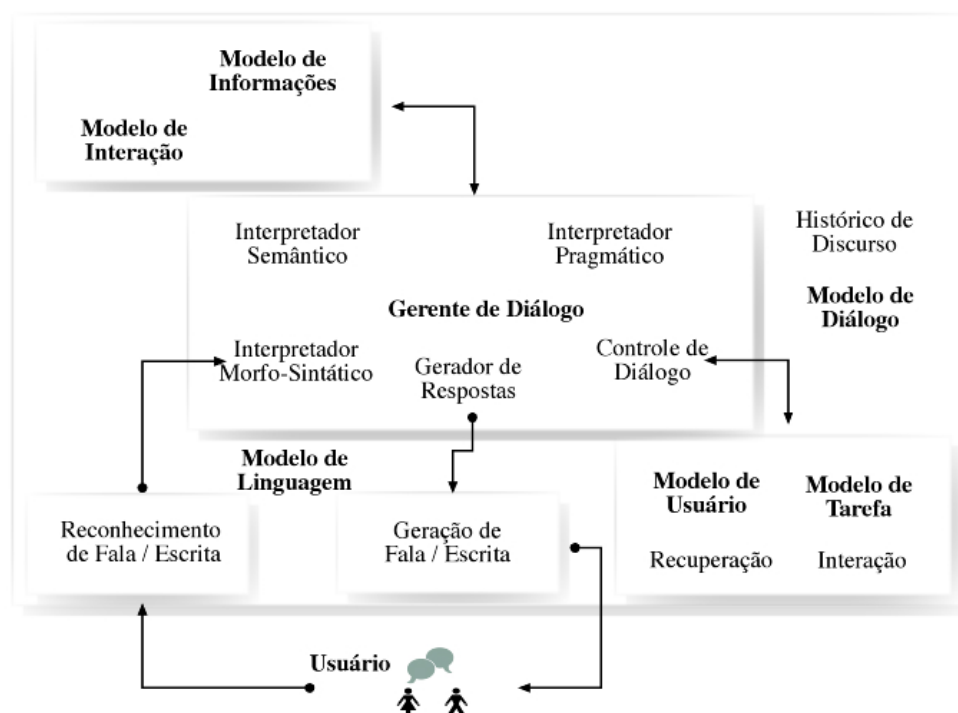 Modelo de
Informações
Modelo de
Interação
Interpretador
Semântico
Interpretador
Pragmático
Histórico de
Discurso
Gerente de Diálogo
Modelo de
Diálogo
Interpretador
Morfo-Sintático
Gerador de
Respostas
Controle de
Diálogo
Modelo de
Linguagem
Modelo de
Usuário
Modelo de
Tarefa
Reconhecimento
de Fala / Escrita
Geração de
Fala / Escrita
Recuperação
Interação
Usuário